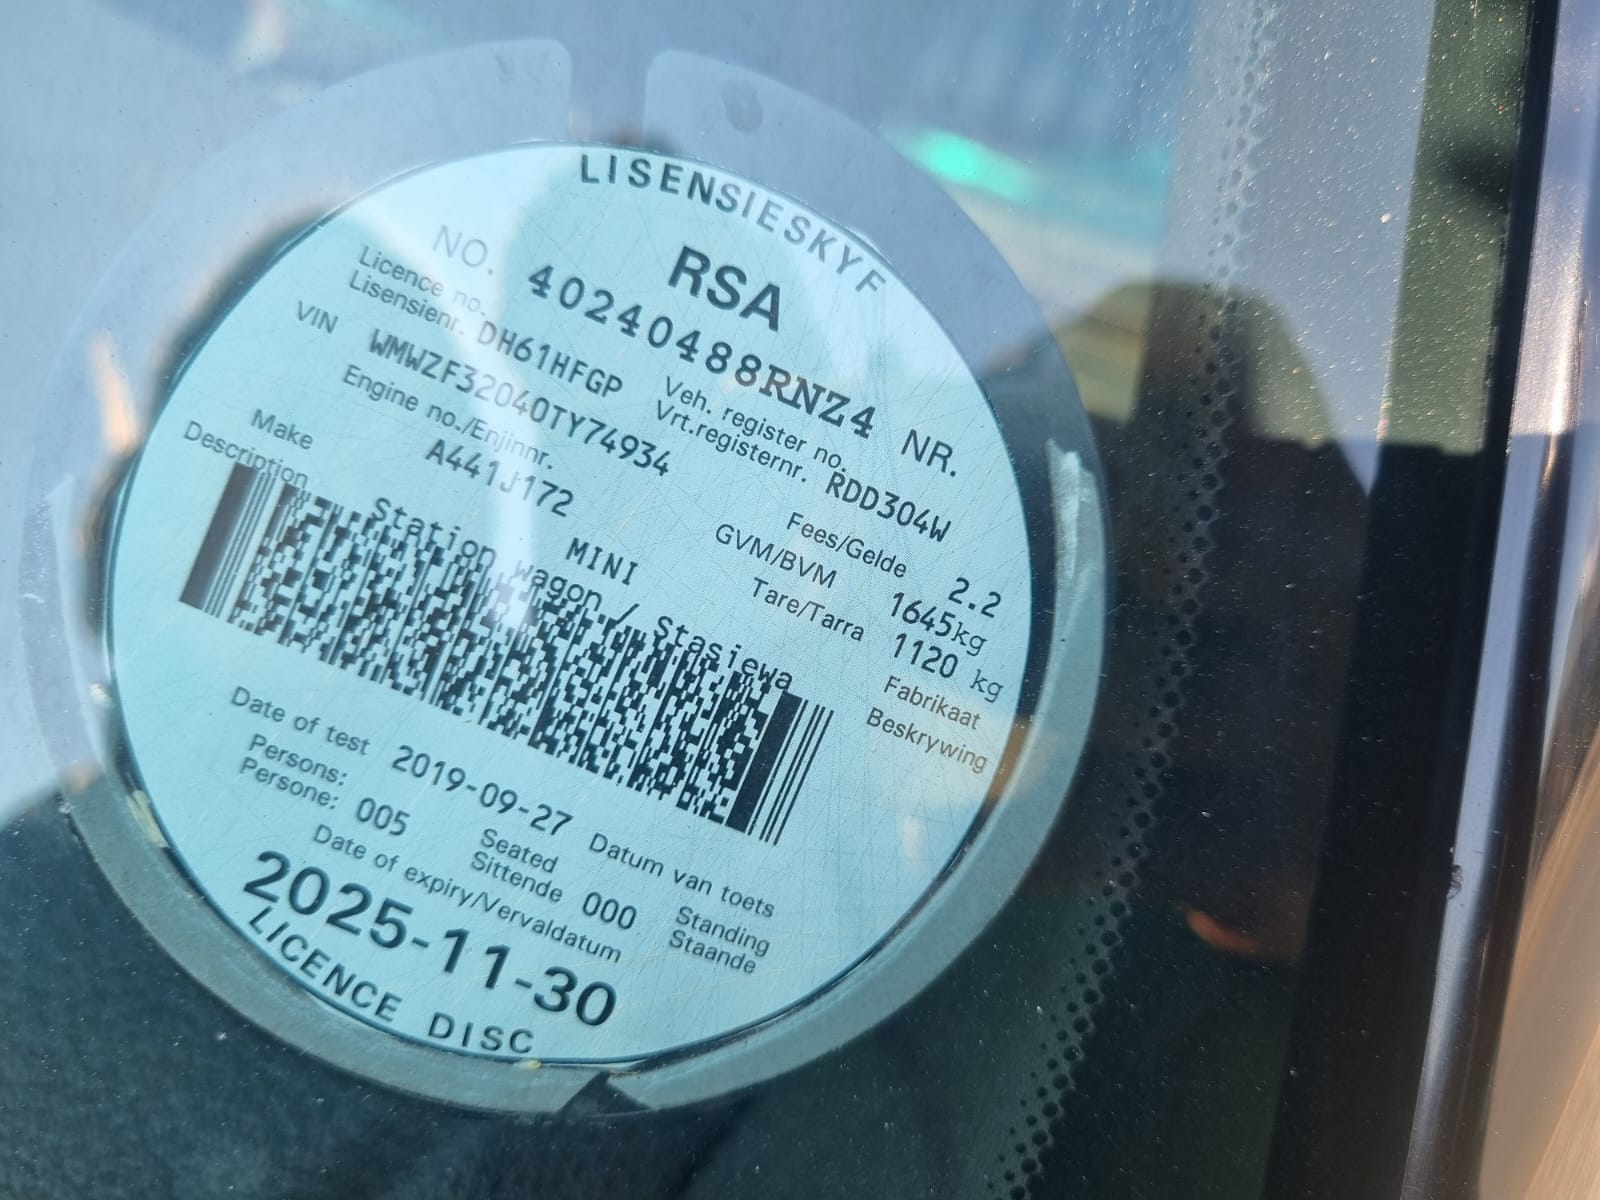 LISENSIESKYF
RSA
NO. 40240488RNZ4 NR.
Licence no. DH61HFGP Veh. register no. RDD304W
Lisensienr. Vrt.registernr.
VIN WMWZF32040TY74934 Fees/Gelde 2.2
Engine no./Enjinnr. A441J172 GVM/BVM 1645kg
Tare/Tarra 1120 kg
Make MINI Fabrikaat
Description Station wagon / Stasiewa Beskrywing
Date of test 2019-09-27 Datum van toets
Persons: 005 Seated 000 Standing
Persone: Sittende Staande
Date of expiry/Vervaldatum
2025-11-30
LICENCE DISC